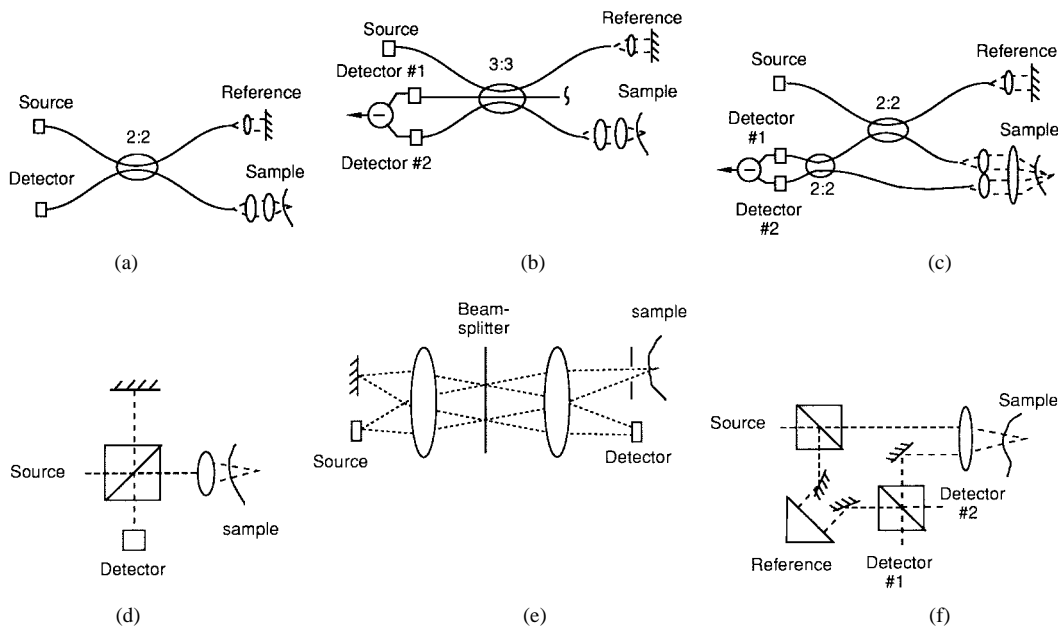 Source
2:2
Reference
Detector
Sample
(a)
Source
Detector #1
3:3
Reference
Sample
−
Detector #2
(b)
Source
2:2
Reference
Detector
#1
Sample
−
2:2
Detector
#2
(c)
Source
sample
Detector
(d)
Beam-
splitter
sample
Source
Detector
(e)
Source
Sample
Detector
#2
Reference
Detector
#1
(f)